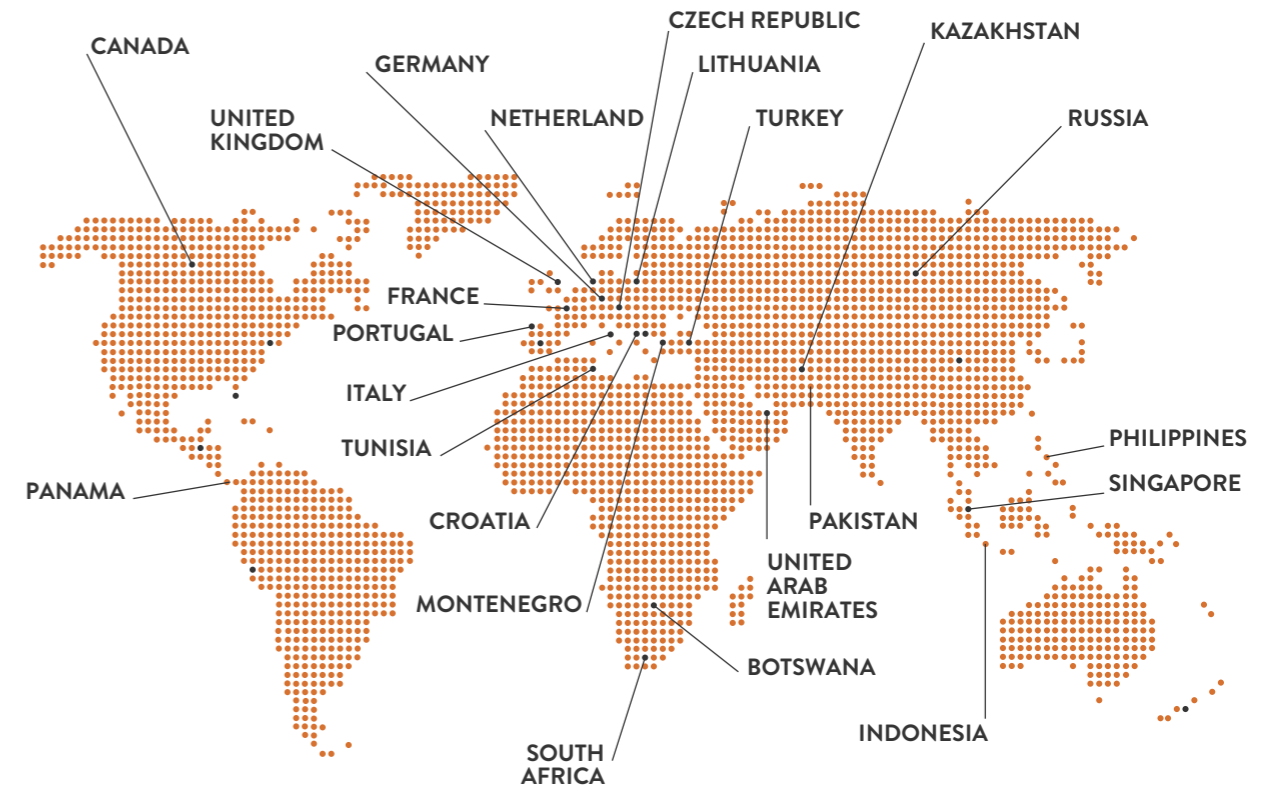 CZECH REPUBLIC
KAZAKHSTAN
CANADA
GERMANY
LITHUANIA
UNITED
KINGDOM
NETHERLAND
TURKEY
RUSSIA
FRANCE
PORTUGAL
ITALY
TUNISIA
PHILIPPINES
SINGAPORE
PANAMA
CROATIA
PAKISTAN
UNITED
ARAB
EMIRATES
MONTENEGRO
BOTSWANA
INDONESIA
SOUTH
AFRICA